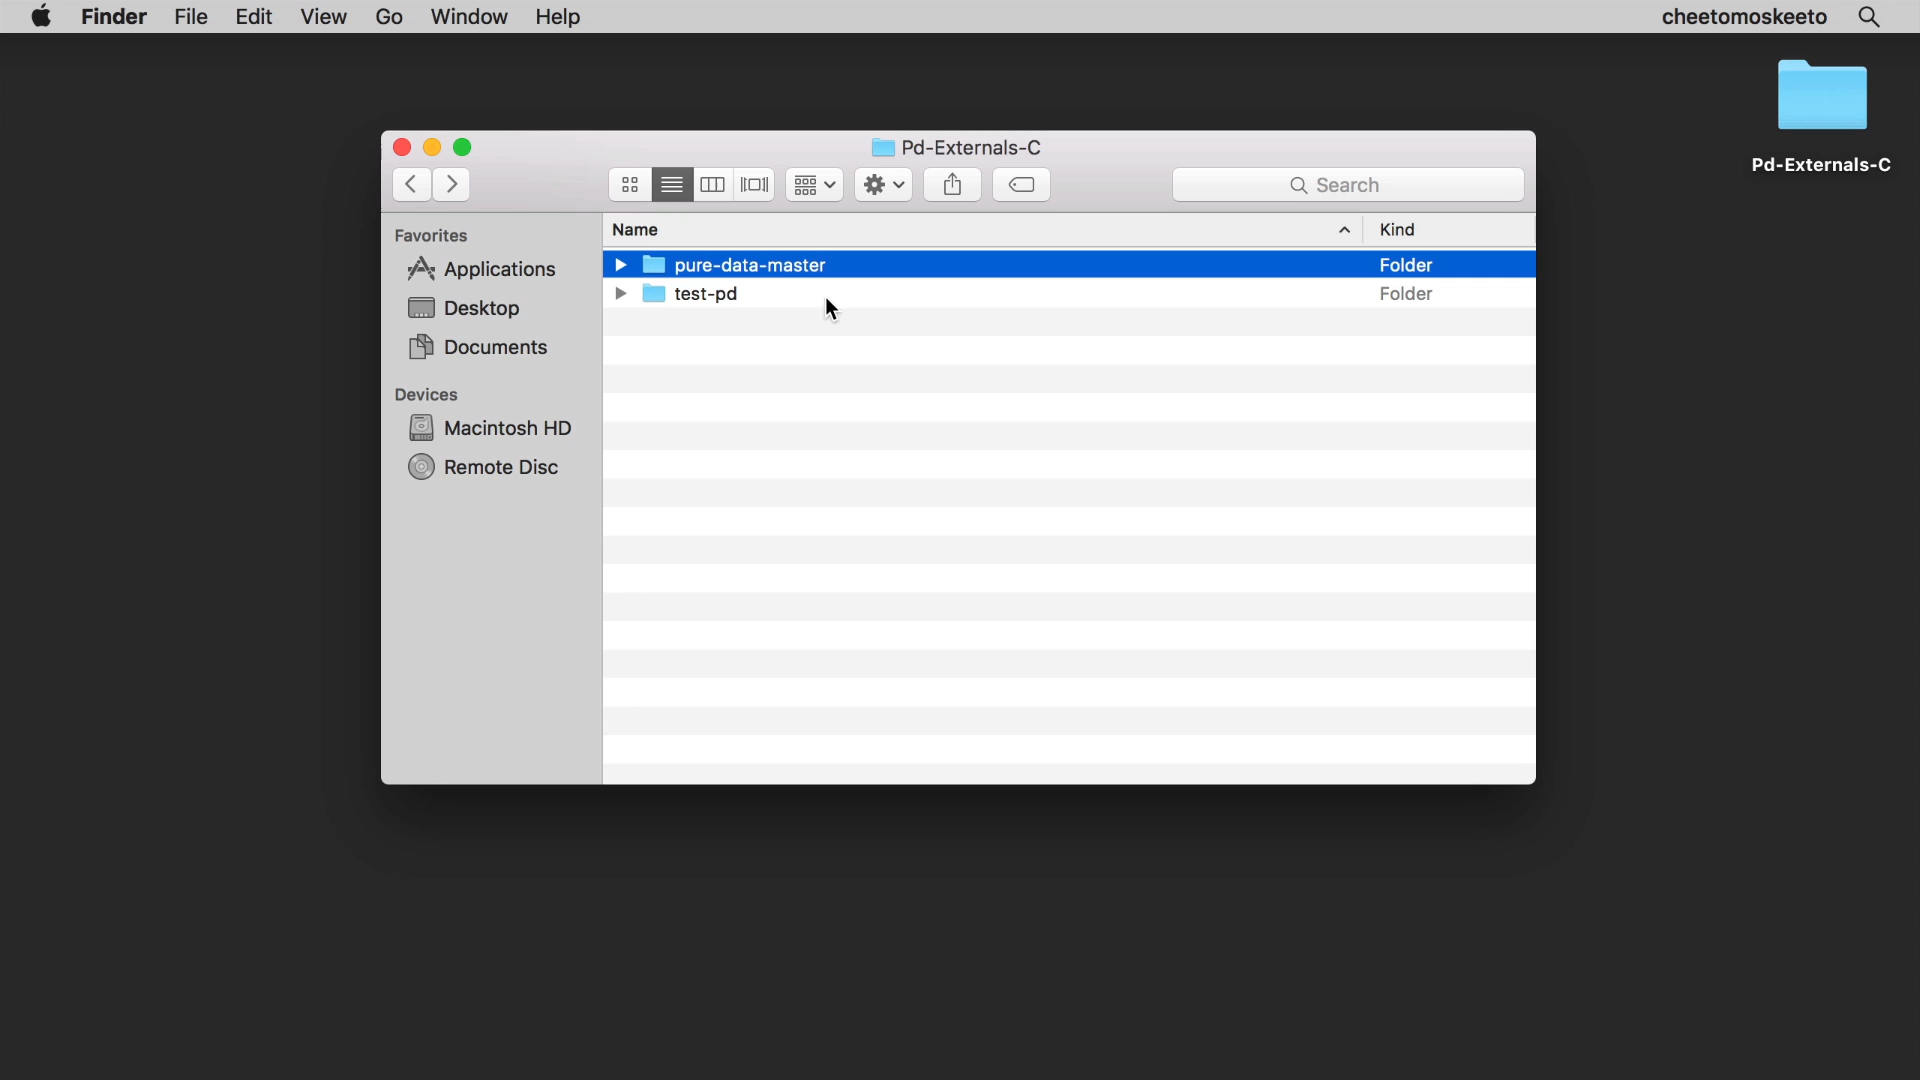 Finder File Edit View Go Window Help cheetomoskeeto
Pd-Externals-C
Pd-Externals-C
Search
Favorites
Applications
Desktop
Documents
Devices
Macintosh HD
Remote Disc
Name Kind
pure-data-master Folder
test-pd Folder